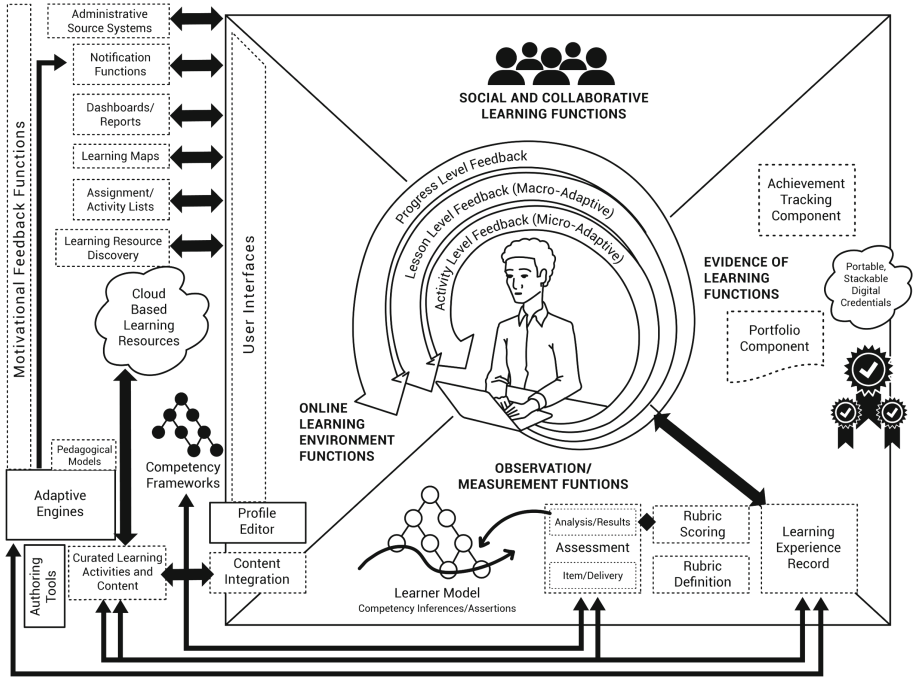 Administrative
Source Systems
Notification
Functions
Dashboards/
Reports
Learning Maps
Assignment/
Activity Lists
Learning Resource
Discovery
Motivational Feedback Functions
Cloud
Based
Learning
Resources
User Interfaces
Pedagogical
Models
Adaptive
Engines
Competency
Frameworks
Authoring
Tools
Curated Learning
Activities and
Content
Profile
Editor
Content
Integration
SOCIAL AND COLLABORATIVE
LEARNING FUNCTIONS
Progress Level Feedback
Lesson Level Feedback (Macro-Adaptive)
Activity Level Feedback (Micro-Adaptive)
ONLINE
LEARNING
ENVIRONMENT
FUNCTIONS
EVIDENCE OF
LEARNING
FUNCTIONS
Achievement
Tracking
Component
Portable,
Stackable
Digital
Credentials
Portfolio
Component
OBSERVATION/
MEASUREMENT FUNTIONS
Learner Model
Competency Inferences/Assertions
Analysis/Results
Assessment
Item/Delivery
Rubric
Scoring
Rubric
Definition
Learning
Experience
Record